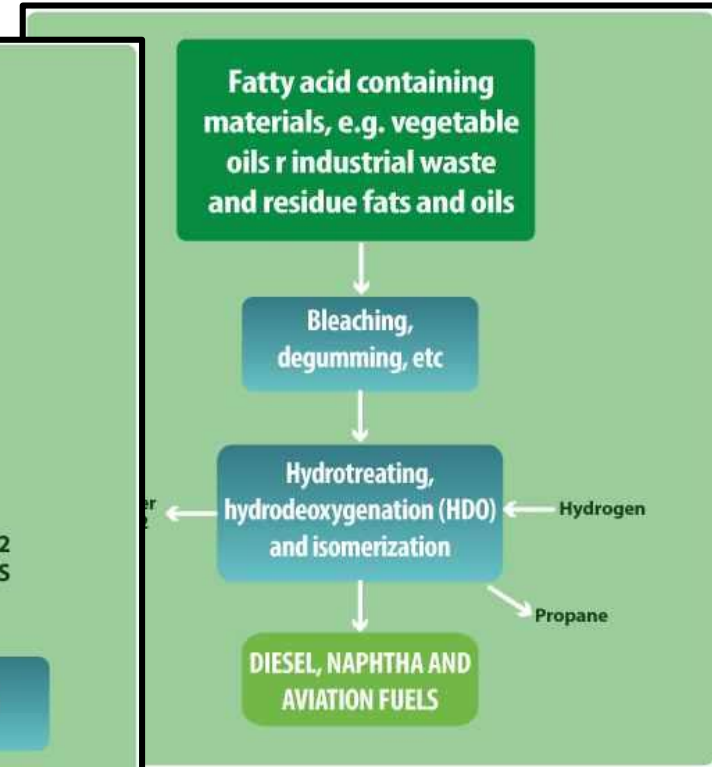 Fatty acid containing
materials, e.g. vegetable
oils r industrial waste
and residue fats and oils
Bleaching,
degumming, etc
Hydrotreating,
hydrodeoxygenation (HDO)
and isomerization
Hydrogen
Propane
DIESEL, NAPHTHA AND
AVIATION FUELS